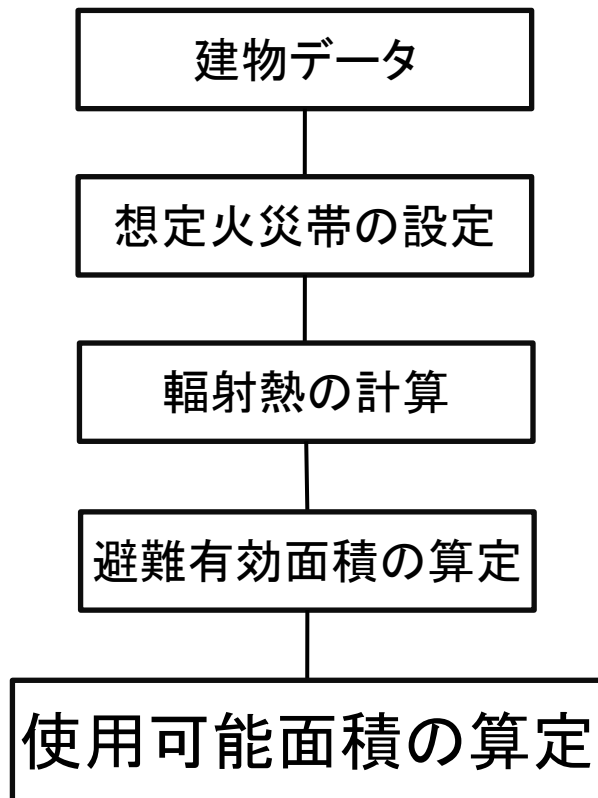 建物データ
想定火災帯の設定
輻射熱の計算
避難有効面積の算定
使用可能面積の算定